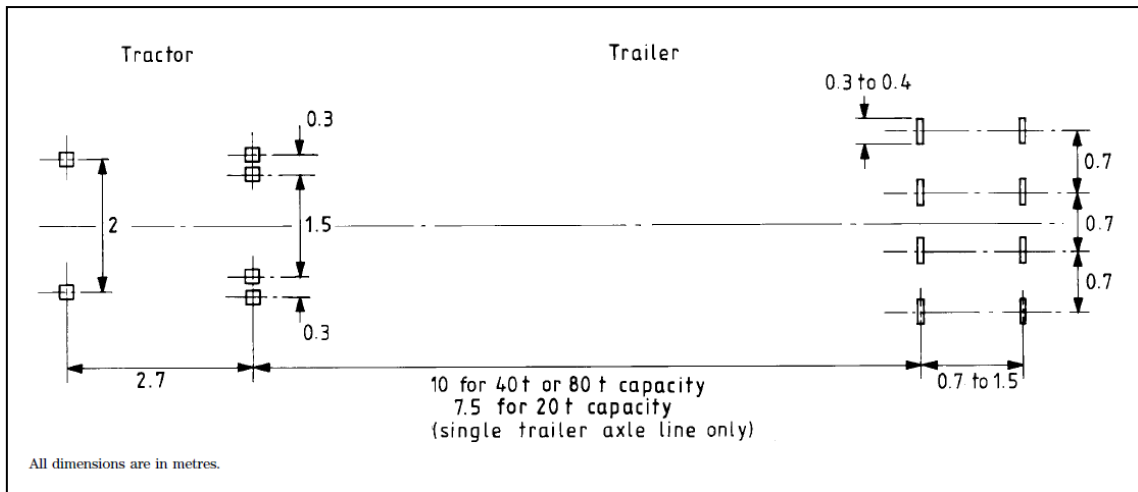 Tractor
Trailer
0.3 to 0.4
0.3
2
1.5
0.7
0.7
0.7
0.3
2.7
10 for 40t or 80t capacity
7.5 for 20t capacity
(single trailer axle line only)
0.7 to 1.5
All dimensions are in metres.